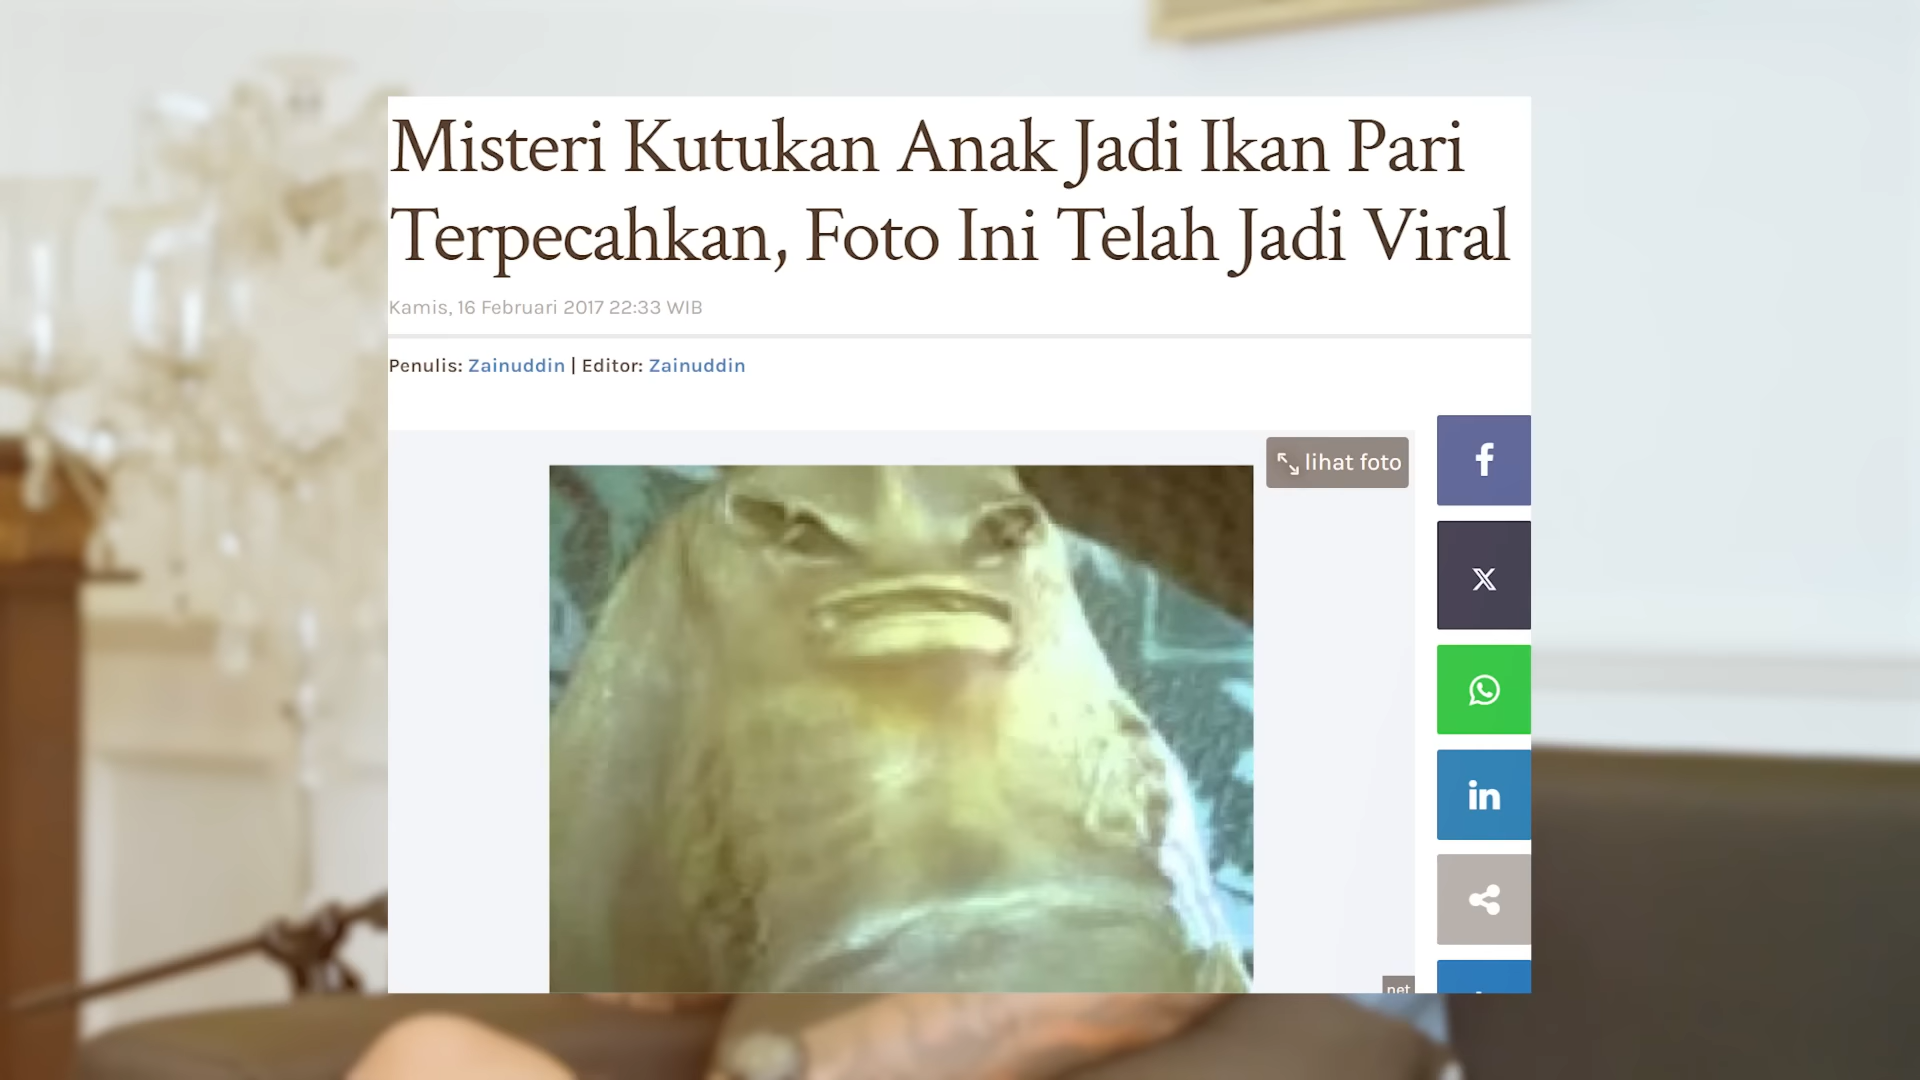 Misteri Kutukan Anak Jadi Ikan Pari
Terpecahkan, Foto Ini Telah Jadi Viral
Kamis, 16 Februari 2017 22:33 WIB
Penulis: Zainuddin | Editor: Zainuddin
lihat foto
net